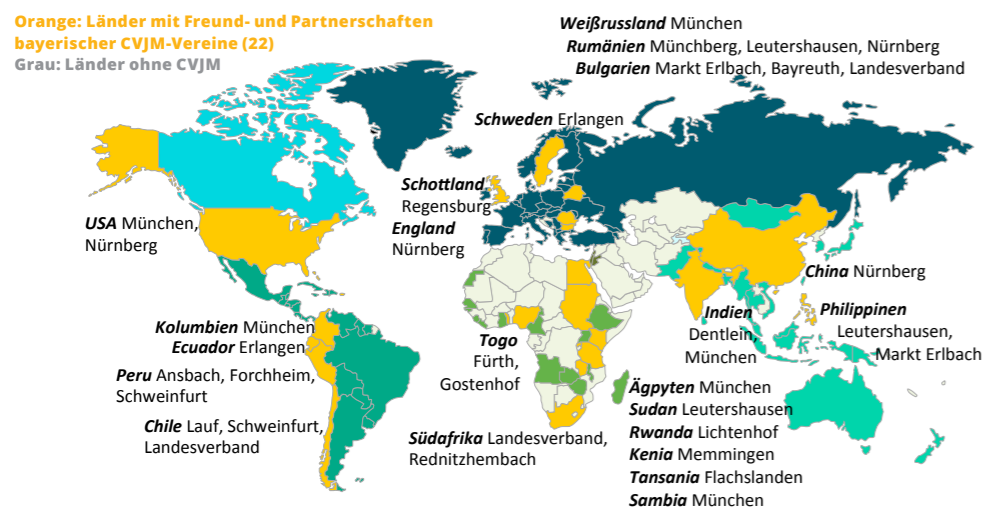 Orange: Länder mit Freund- und Partnerschaften
bayerischer CVJM-Vereine (22)
Grau: Länder ohne CVJM
Weißrussland München
Rumänien Münchberg, Leutershausen, Nürnberg
Bulgarien Markt Erlbach, Bayreuth, Landesverband
Schweden Erlangen
Schottland
Regensburg
England
Nürnberg
USA München,
Nürnberg
China Nürnberg
Indien
Dentlein,
München
Philippinen
Leutershausen,
Markt Erlbach
Kolumbien München
Ecuador Erlangen
Peru Ansbach, Forchheim,
Schweinfurt
Chile Lauf, Schweinfurt,
Landesverband
Togo
Fürth,
Gostenhof
Südafrika Landesverband,
Rednitzhembach
Ägpyten München
Sudan Leutershausen
Rwanda Lichtenhof
Kenia Memmingen
Tansania Flachslanden
Sambia München